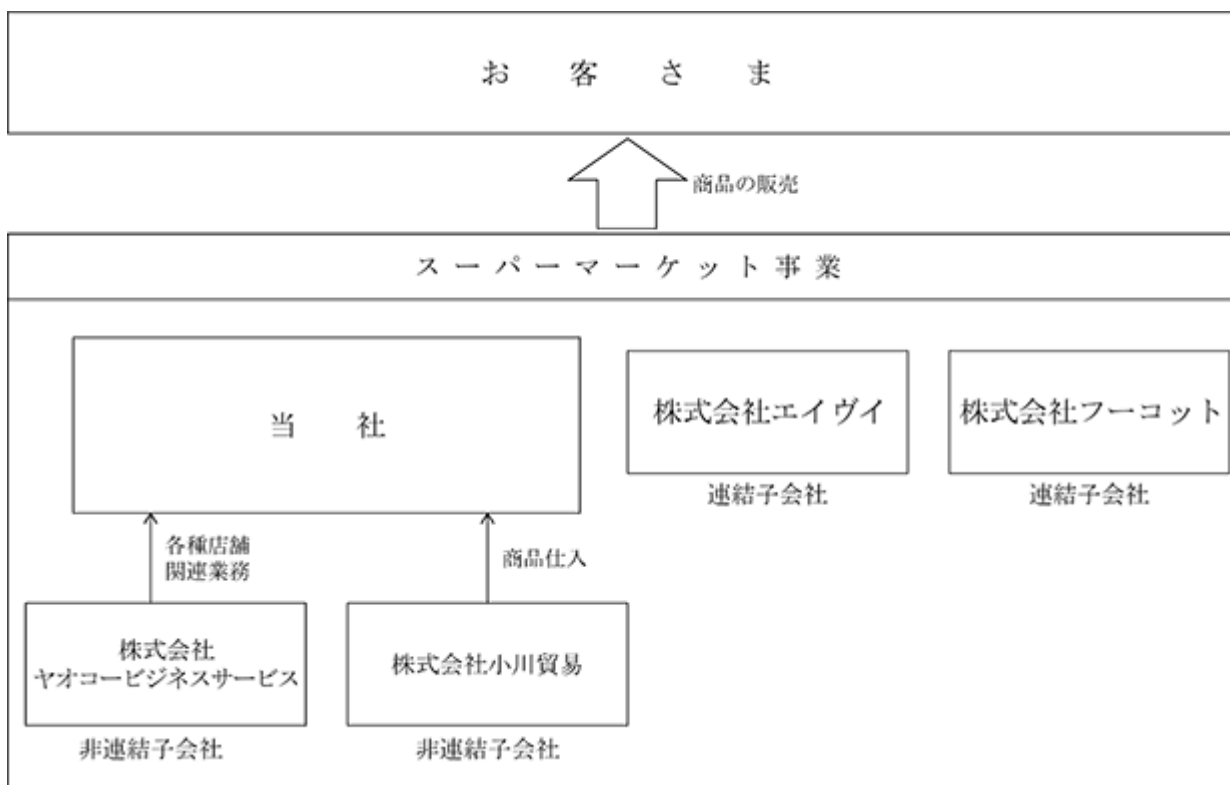 お客さま
商品の販売
スーパーマーケット事業
当社
株式会社エイヴイ
株式会社フーコット
連結子会社
連結子会社
各種店舗
関連業務
商品仕入
株式会社
ヤオコービジネスサービス
株式会社小川貿易
非連結子会社
非連結子会社